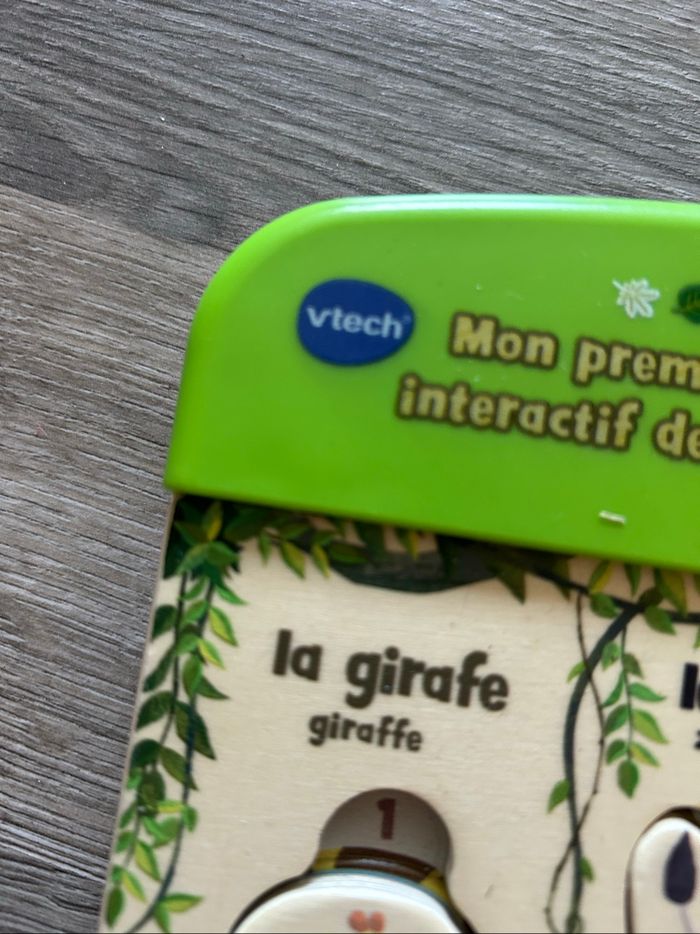 vtech
Mon prem
interactif de
la girafe
giraffe
1